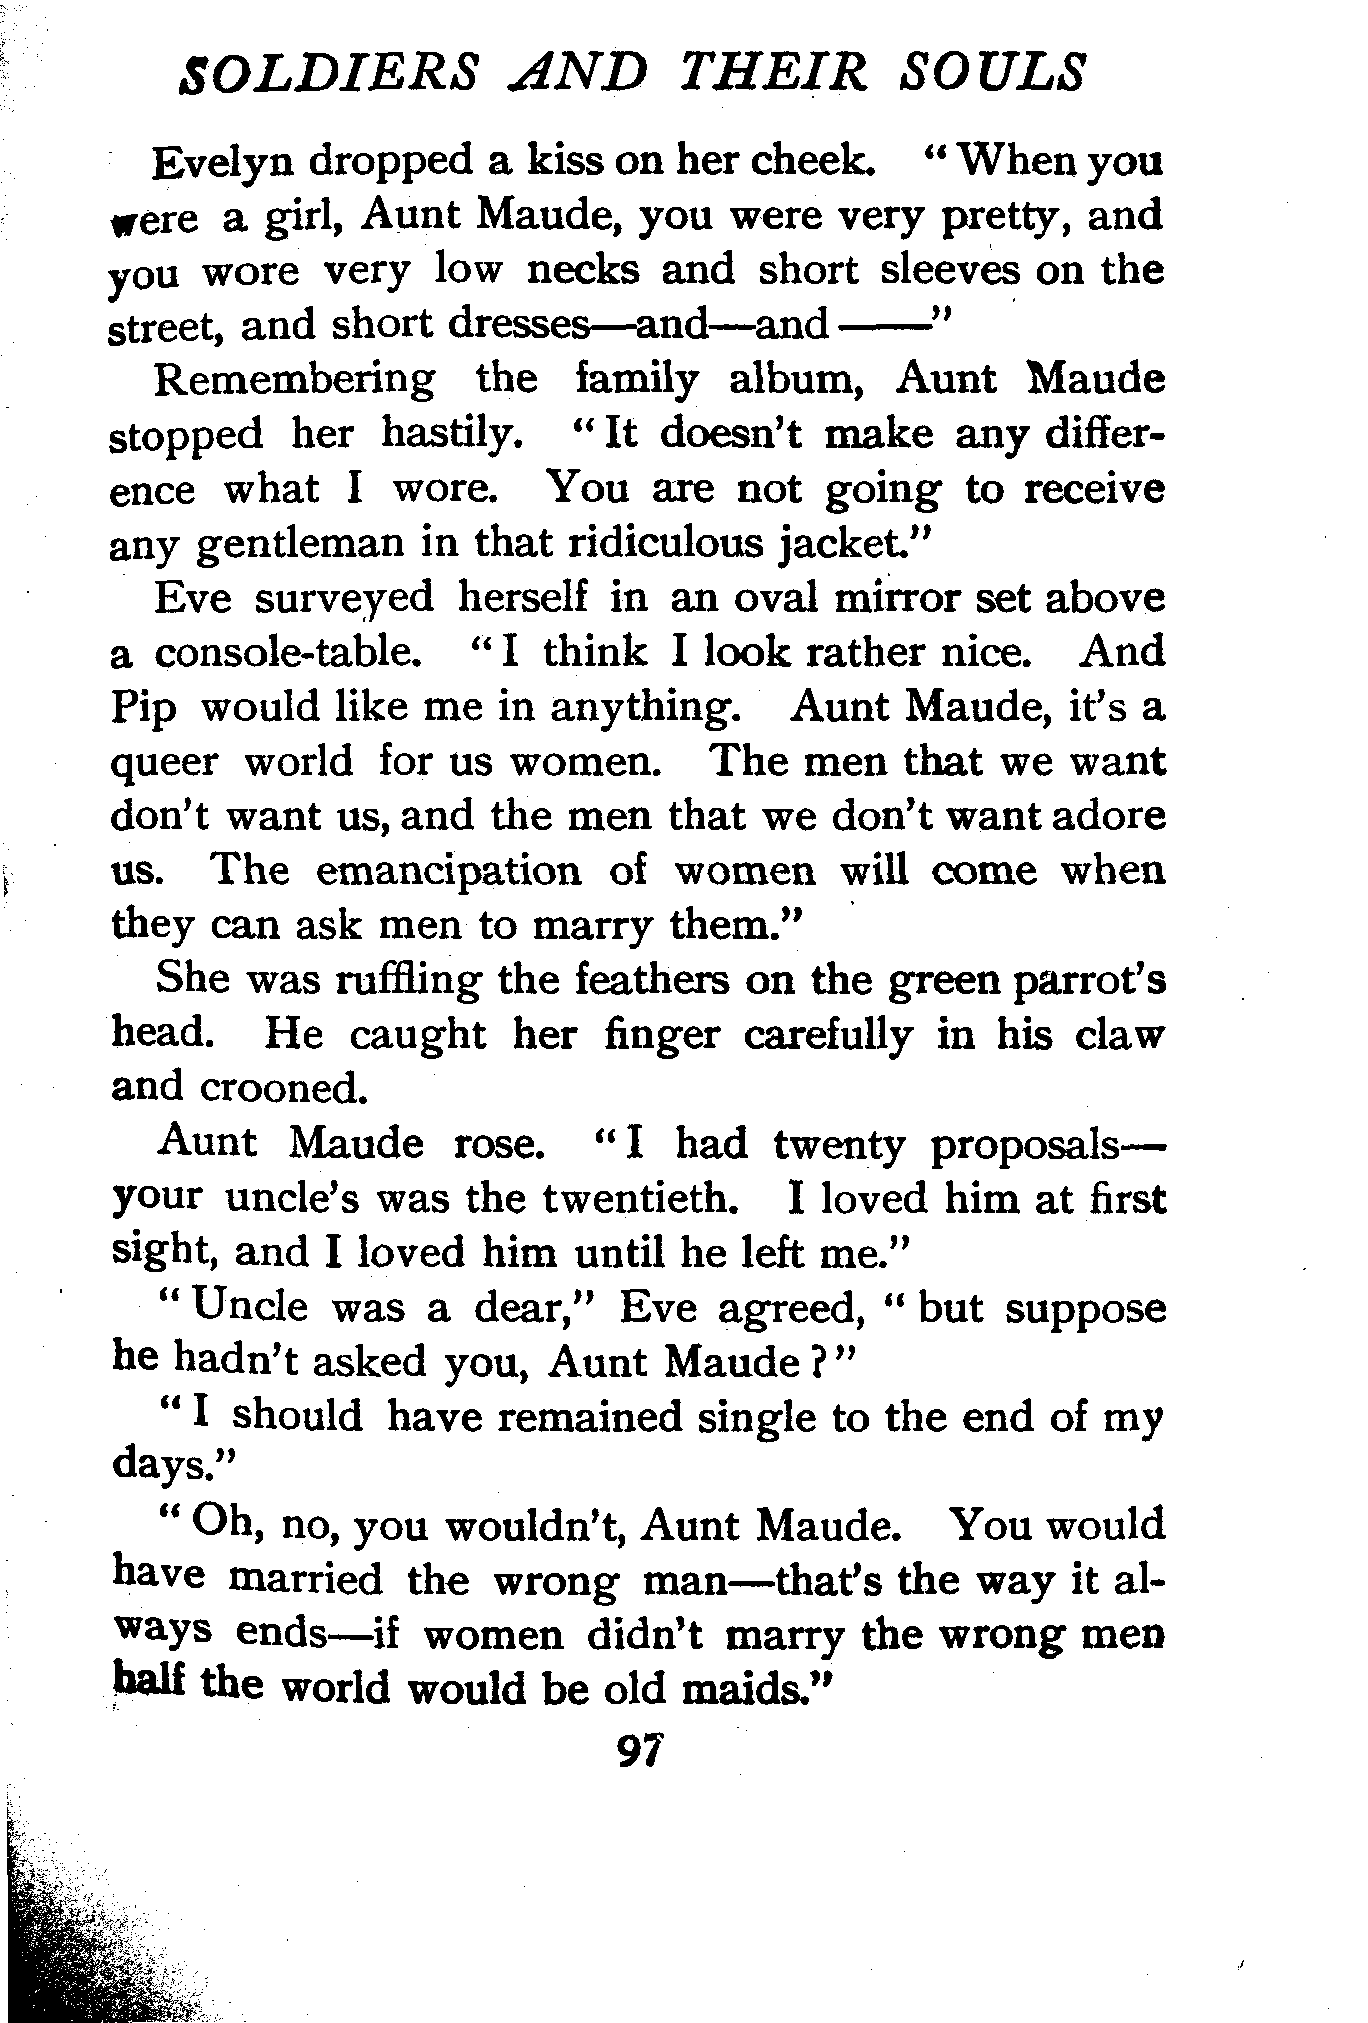 SOLDIERS AND THEIR SOULS
Evelyn dropped a kiss on her cheek. “When you
were a girl, Aunt Maude, you were very pretty, and
you wore very low necks and short sleeves on the
street, and short dresses—and—and ——”
Remembering the family album, Aunt Maude
stopped her hastily. “It doesn't make any differ-
ence what I wore. You are not going to receive
any gentleman in that ridiculous jacket.”
Eve surveyed herself in an oval mirror set above
a console-table. “I think I look rather nice. And
Pip would like me in anything. Aunt Maude, it's a
queer world for us women. The men that we want
don't want us, and the men that we don't want adore
us. The emancipation of women will come when
they can ask men to marry them.”
She was ruffling the feathers on the green parrot's
head. He caught her finger carefully in his claw
and crooned.
Aunt Maude rose. “I had twenty proposals—
your uncle's was the twentieth. I loved him at first
sight, and I loved him until he left me.”
“Uncle was a dear,” Eve agreed, “but suppose
he hadn't asked you, Aunt Maude?”
“I should have remained single to the end of my
days.”
“Oh, no, you wouldn't, Aunt Maude. You would
have married the wrong man—that's the way it al-
ways ends—if women didn't marry the wrong men
half the world would be old maids.”
97